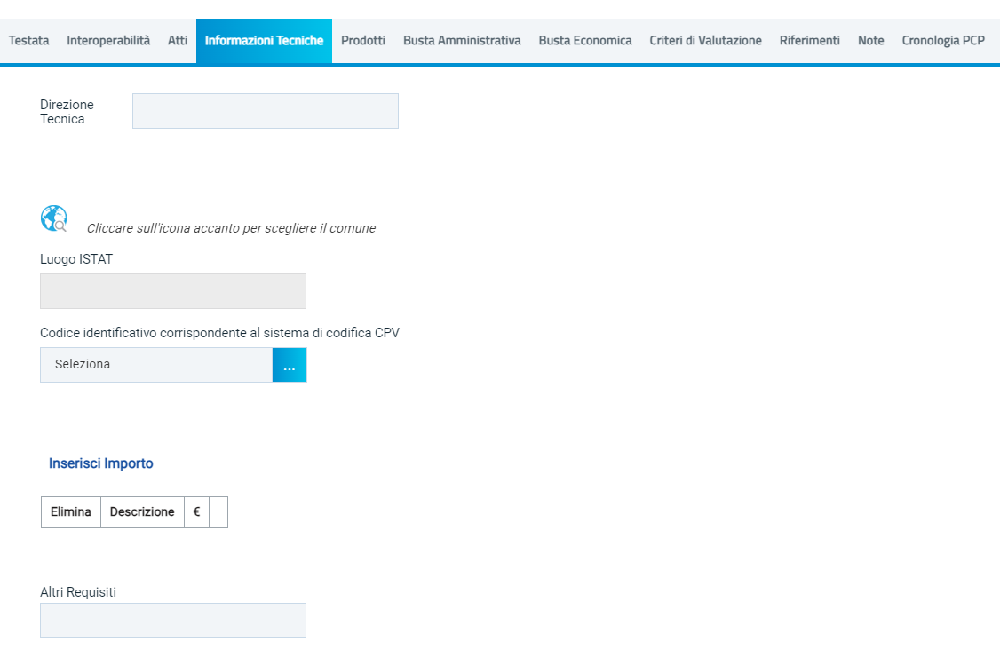 Testata Interoperabilità Atti Informazioni Tecniche Prodotti Busta Amministrativa Busta Economica Criteri di Valutazione Riferimenti Note Cronologia PCP
Direzione
Tecnica
Cliccare sull'icona accanto per scegliere il comune
Luogo ISTAT
Codice identificativo corrispondente al sistema di codifica CPV
Seleziona ...
Inserisci Importo
Elimina Descrizione €
Altri Requisiti